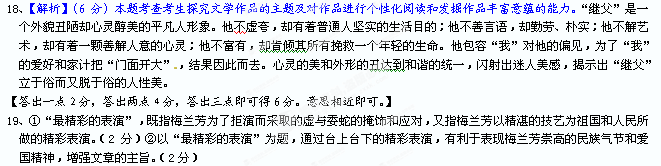 18、【解析】(6 分) 本题考查考生探究文学作品的主题及对作品进行个性化阅读和发掘作品丰富意蕴的能力。“继父”是一
个外貌丑陋却心灵醇美的平凡人形象。他不虚夸，却有着普通人坚实的生活目的；他不善言语，却勤劳、朴实；他不解艺
术，却有着一颗善解人意的心灵；他不富有，却肯倾其所有挽救一个年轻的生命。他包容“我”对他的偏见，为了“我”
的爱好和家计把“门面开大”，结果因此而去。心灵的美和外形的丑达到和谐的统一，闪射出迷人美感，揭示出“继父”
立于俗而又脱于俗的人性美。
【答出一点 2分，答出两点 4分，答出三点即可得 6分。意思相近即可。】
19、①“最精彩的表演”，既指梅兰芳为了拒演而采取的虚与委蛇的掩饰和应对，又指梅兰芳以精湛的技艺为祖国和人民所
做的精彩表演。（2 分）②以“最精彩的表演”为题，通过台上台下的精彩表演，有利于表现梅兰芳崇高的民族气节和爱
国精神，增强文章的主旨。（2分）